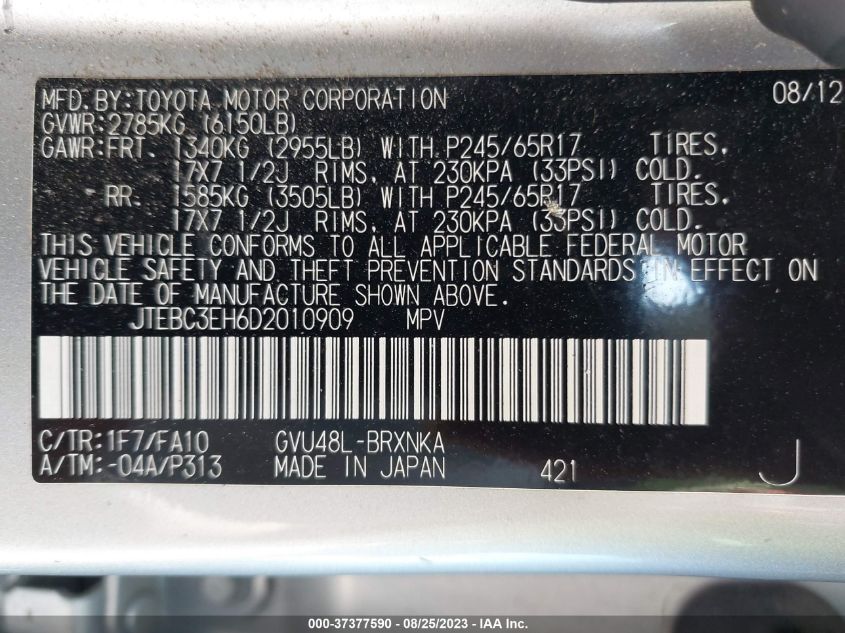 MFD. BY: TOYOTA MOTOR CORPORATION 08/12
GVWR: 2785KG (6150LB)
GAWR: FRT. 1340KG (2955LB) WITH P245/65R17 TIRES,
17X7 1/2J RIMS, AT 230KPA (33PSI) COLD.
RR. 1585KG (3505LB) WITH P245/65R17 TIRES,
17X7 1/2J RIMS, AT 230KPA (33PSI) COLD.
THIS VEHICLE CONFORMS TO ALL APPLICABLE FEDERAL MOTOR
VEHICLE SAFETY AND THEFT PREVENTION STANDARDS IN EFFECT ON
THE DATE OF MANUFACTURE SHOWN ABOVE.
JTEBC3EH6D2010909 MPV
C/TR: 1F7/FA10 GVU48L-BRXNKA
A/TM: -04A/P313 MADE IN JAPAN 421 J
000-37377590 - 08/25/2023 - © IAA Inc.